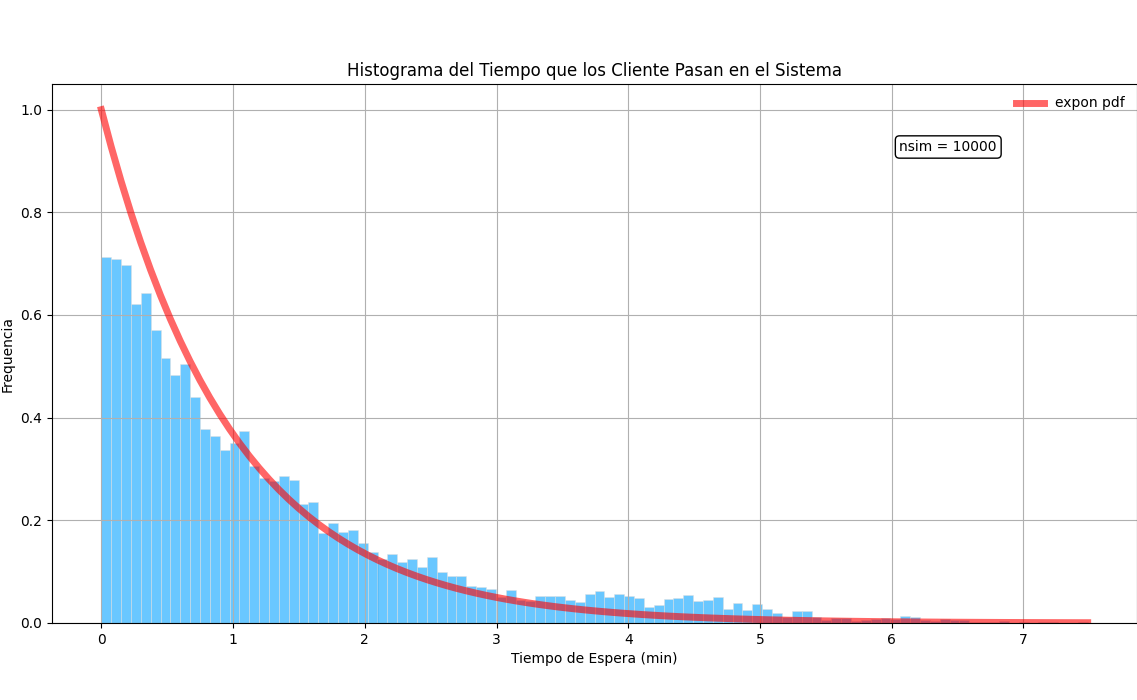 Histograma del Tiempo que los Cliente Pasan en el Sistema
expon pdf
nsim = 10000
Frequencia
1.0
0.8
0.6
0.4
0.2
0.0
0 1 2 3 4 5 6 7
Tiempo de Espera (min)